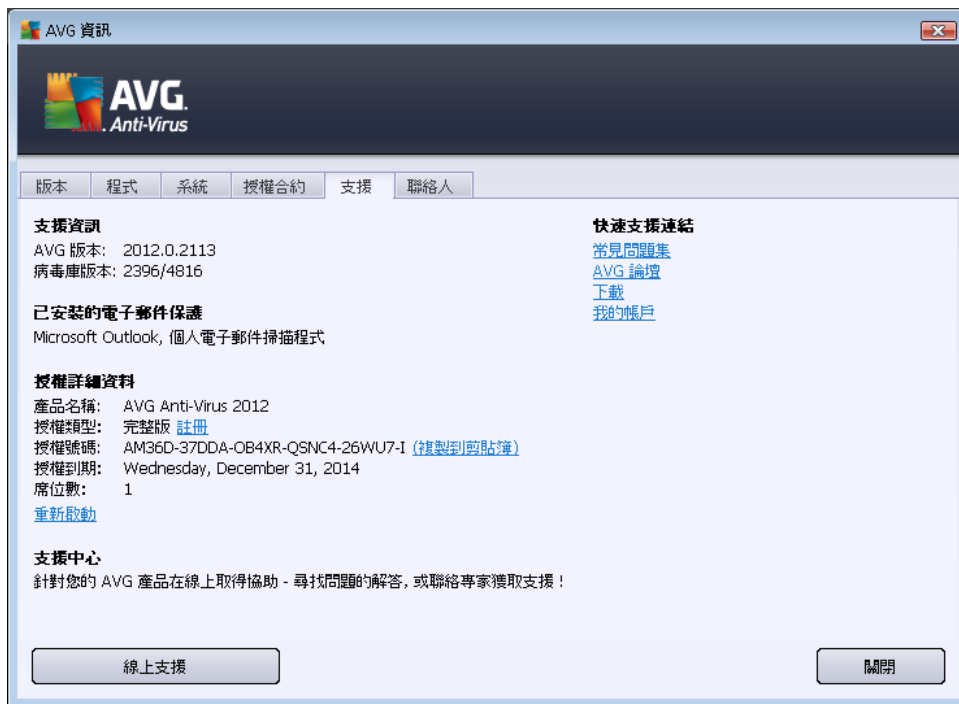 AVG 資訊
AVG.
Anti-Virus
版本 程式 系統 授權合約 支援 聯絡人
支援資訊
AVG 版本: 2012.0.2113
病毒庫版本: 2396/4816
已安裝的電子郵件保護
Microsoft Outlook, 個人電子郵件掃描程式
授權詳細資料
產品名稱: AVG Anti-Virus 2012
授權類型: 完整版 註冊
授權號碼: AM36D-37DDA-OB4XR-QSNC4-26WU7-I (複製到剪貼簿)
授權到期: Wednesday, December 31, 2014
席位數: 1
重新啟動
支援中心
針對您的 AVG 產品在線上取得協助 - 尋找問題的解答, 或聯絡專家獲取支援！
快速支援連結
常見問題集
AVG 論壇
下載
我的帳戶
線上支援
關閉